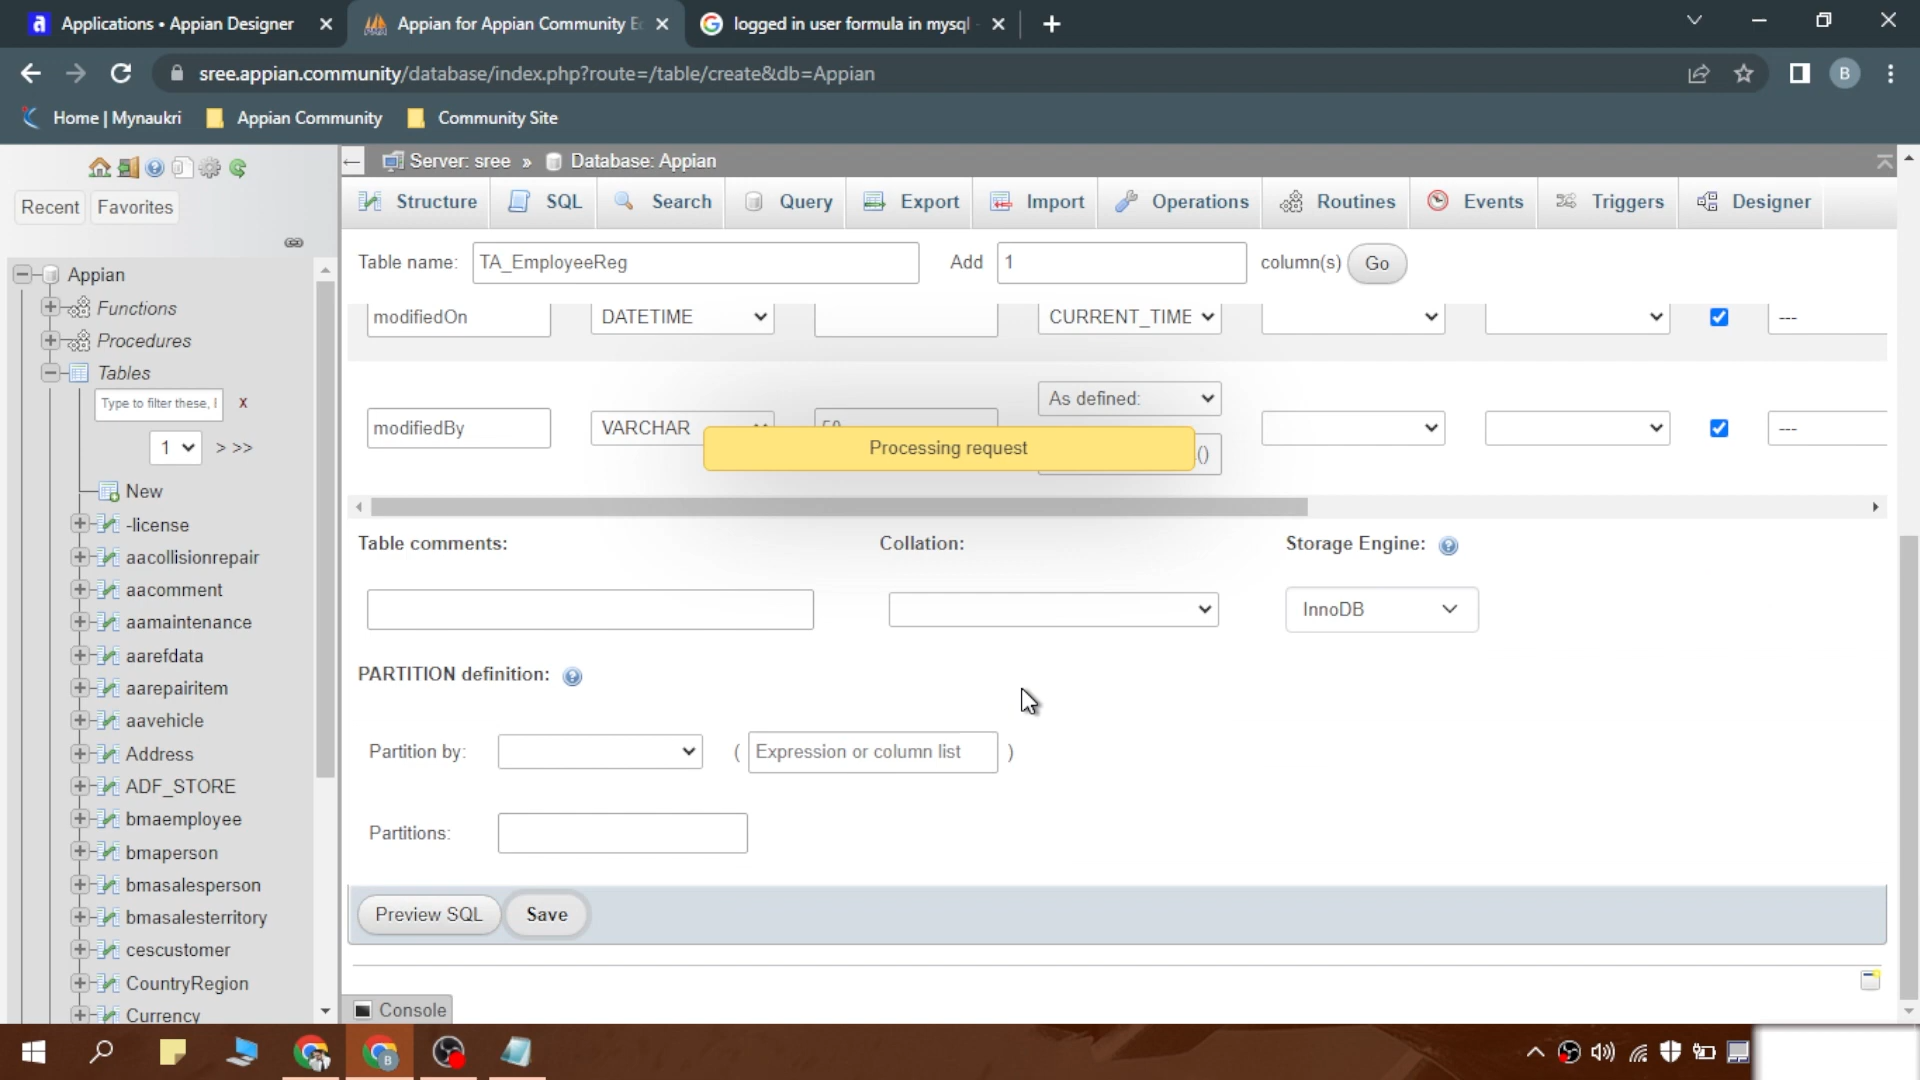 Applications • Appian Designer
Appian for Appian Community E
logged in user formula in mysql
sree.appian.community/database/index.php?route=/table/create&db=Appian
B
Home | Mynaukri
Appian Community
Community Site
Server: sree » Database: Appian
Recent
Favorites
Structure
SQL
Search
Query
Export
Import
Operations
Routines
Events
Triggers
Designer
Table name: TA_EmployeeReg
Add 1 column(s) Go
Appian
Functions
Procedures
Tables
Type to filter these, X
1 > >>
New
-license
aacollisionrepair
aacomment
aamaintenance
aarefdata
aarepairitem
aavehicle
Address
ADF_STORE
bmaemployee
bmaperson
bmasalesperson
bmasalesterritory
cescustomer
CountryRegion
Currency
modifiedOn DATETIME CURRENT_TIME ---
modifiedBy VARCHAR 50 As defined: () ---
Processing request
Table comments:
Collation:
Storage Engine:
InnoDB
PARTITION definition:
Partition by: ( Expression or column list )
Partitions:
Preview SQL
Save
Console
B